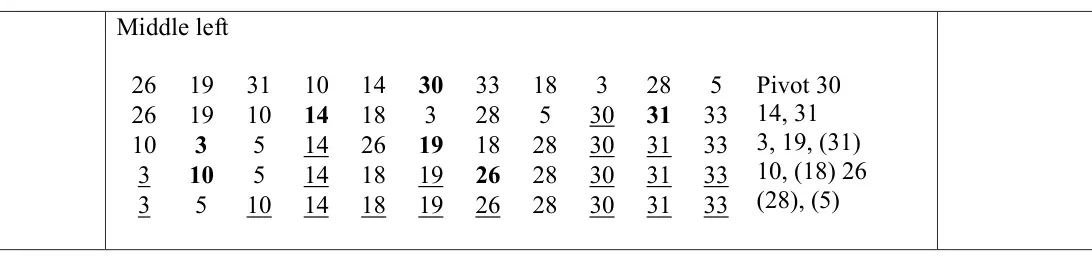 Middle left
26 19 31 10 14 30 33 18 3 28 5 Pivot 30
26 19 10 14 18 3 28 5 30 31 33 14, 31
10 3 5 14 26 19 18 28 30 31 33 3, 19, (31)
3 10 5 14 18 19 26 28 30 31 33 10, (18) 26
3 5 10 14 18 19 26 28 30 31 33 (28), (5)